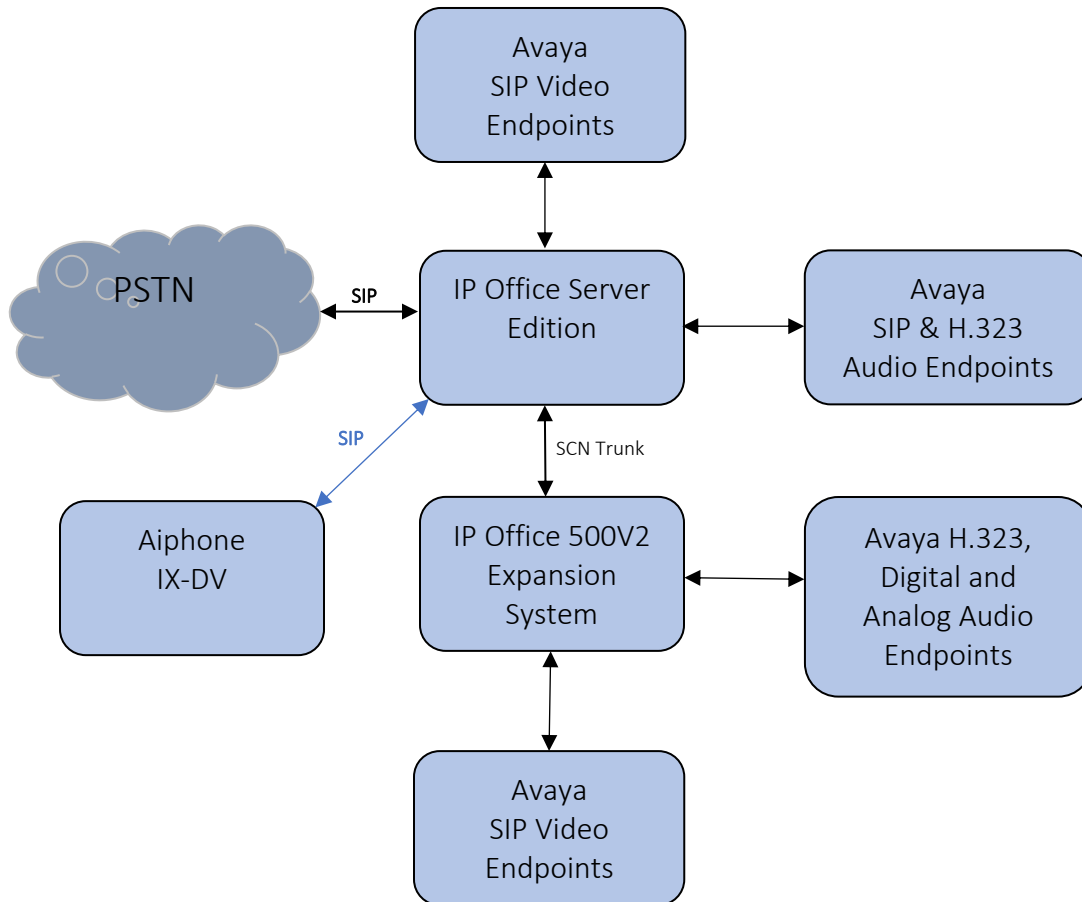 Avaya
SIP Video
Endpoints
PSTN
SIP
IP Office Server
Edition
Avaya
SIP & H.323
Audio Endpoints
SIP
SCN Trunk
Aiphone
IX-DV
IP Office 500V2
Expansion
System
Avaya H.323,
Digital and
Analog Audio
Endpoints
Avaya
SIP Video
Endpoints